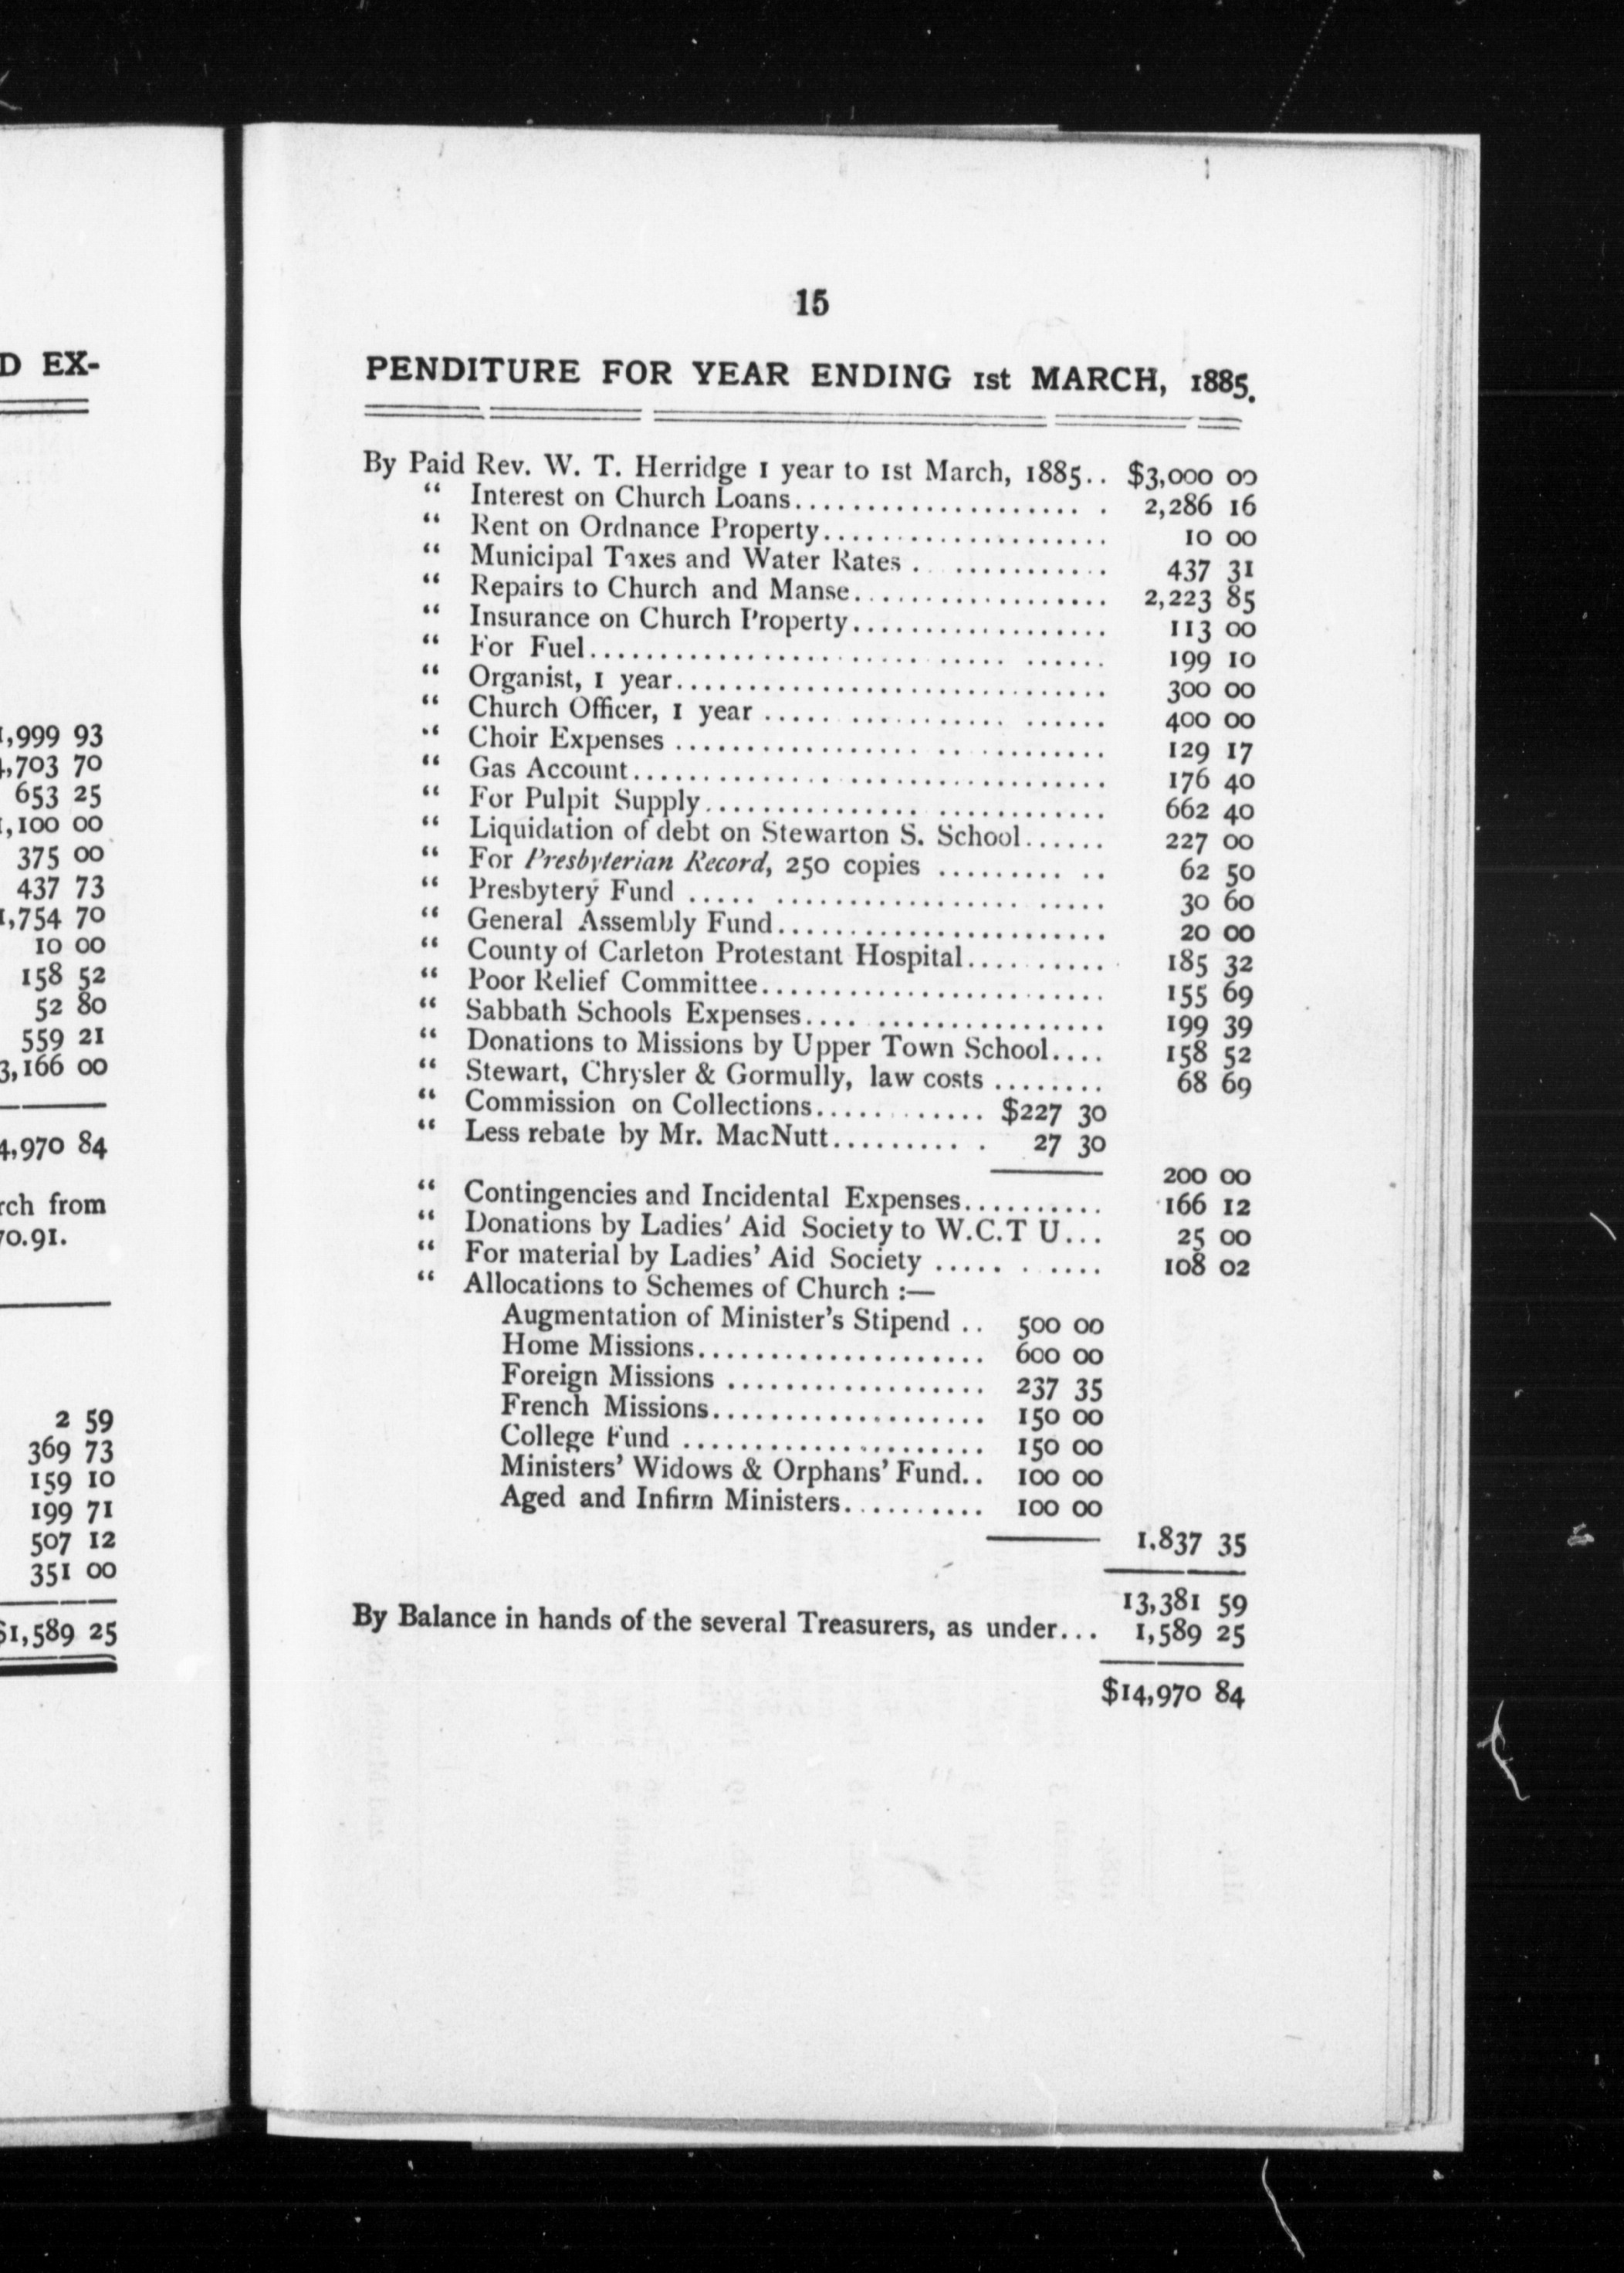 D EX-
1,999 93
4,703 70
653 25
1,100 00
375 00
437 73
1,754 70
10 00
158 52
52 80
559 21
3,166 00
4,970 84
rch from
70.91.
2 59
369 73
159 10
199 71
507 12
351 00
$1,589 25
15
PENDITURE FOR YEAR ENDING 1st MARCH, 1885.
By Paid Rev. W. T. Herridge 1 year to 1st March, 1885.. $3,000 00
“ Interest on Church Loans..................... . 2,286 16
“ Rent on Ordnance Property.................... 10 00
“ Municipal Taxes and Water Rates . ........... 437 31
“ Repairs to Church and Manse.................. 2,223 85
“ Insurance on Church Property.................. 113 00
“ For Fuel............................. ...... 199 10
“ Organist, 1 year.............................. 300 00
“ Church Officer, 1 year ..... ........... ...... 400 00
“ Choir Expenses .................. ............ 129 17
“ Gas Account................................. 176 40
“ For Pulpit Supply............... ............. 662 40
“ Liquidation of debt on Stewarton S. School...... 227 00
“ For Presbyterian Record, 250 copies ......... .. 62 50
“ Presbytery Fund ..... ................... ..... 30 60
“ General Assembly Fund....................... 20 00
“ County of Carleton Protestant Hospital.......... 185 32
“ Poor Relief Committee........................ 155 69
“ Sabbath Schools Expenses.... ................ 199 39
“ Donations to Missions by Upper Town School.... 158 52
“ Stewart, Chrysler & Gormully, law costs ........ 68 69
“ Commission on Collections............ $227 30
“ Less rebate by Mr. MacNutt.......... . 27 30
200 00
“ Contingencies and Incidental Expenses.......... 166 12
“ Donations by Ladies’ Aid Society to W.C.T U... 25 00
“ For material by Ladies’ Aid Society ..... . .... 108 02
“ Allocations to Schemes of Church :—
Augmentation of Minister’s Stipend .. 500 00
Home Missions.................... 600 00
Foreign Missions .................. 237 35
French Missions................... 150 00
College Fund ..................... 150 00
Ministers’ Widows & Orphans’ Fund.. 100 00
Aged and Infirm Ministers.......... 100 00
1.837 35
13,381 59
By Balance in hands of the several Treasurers, as under... 1,589 25
$14,970 84